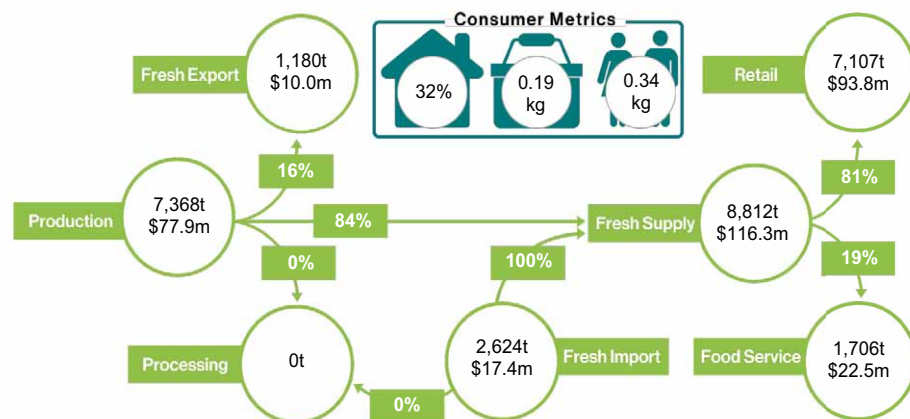 Consumer Metrics
Fresh Export
1,180t
$10.0m
32%
0.19
kg
0.34
kg
Retail
7,107t
$93.8m
16%
81%
Production
7,368t
$77.9m
84%
Fresh Supply
8,812t
$116.3m
0%
100%
19%
Processing
0t
2,624t
$17.4m
Fresh Import
Food Service
1,706t
$22.5m
0%